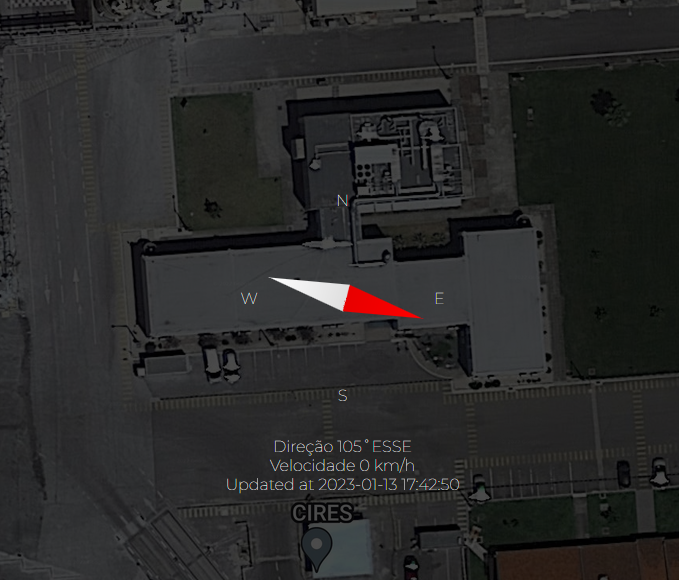 N
W E
S
Direção 105° ESSE
Velocidade 0 km/h
Updated at 2023-01-13 17:42:50
CIRES